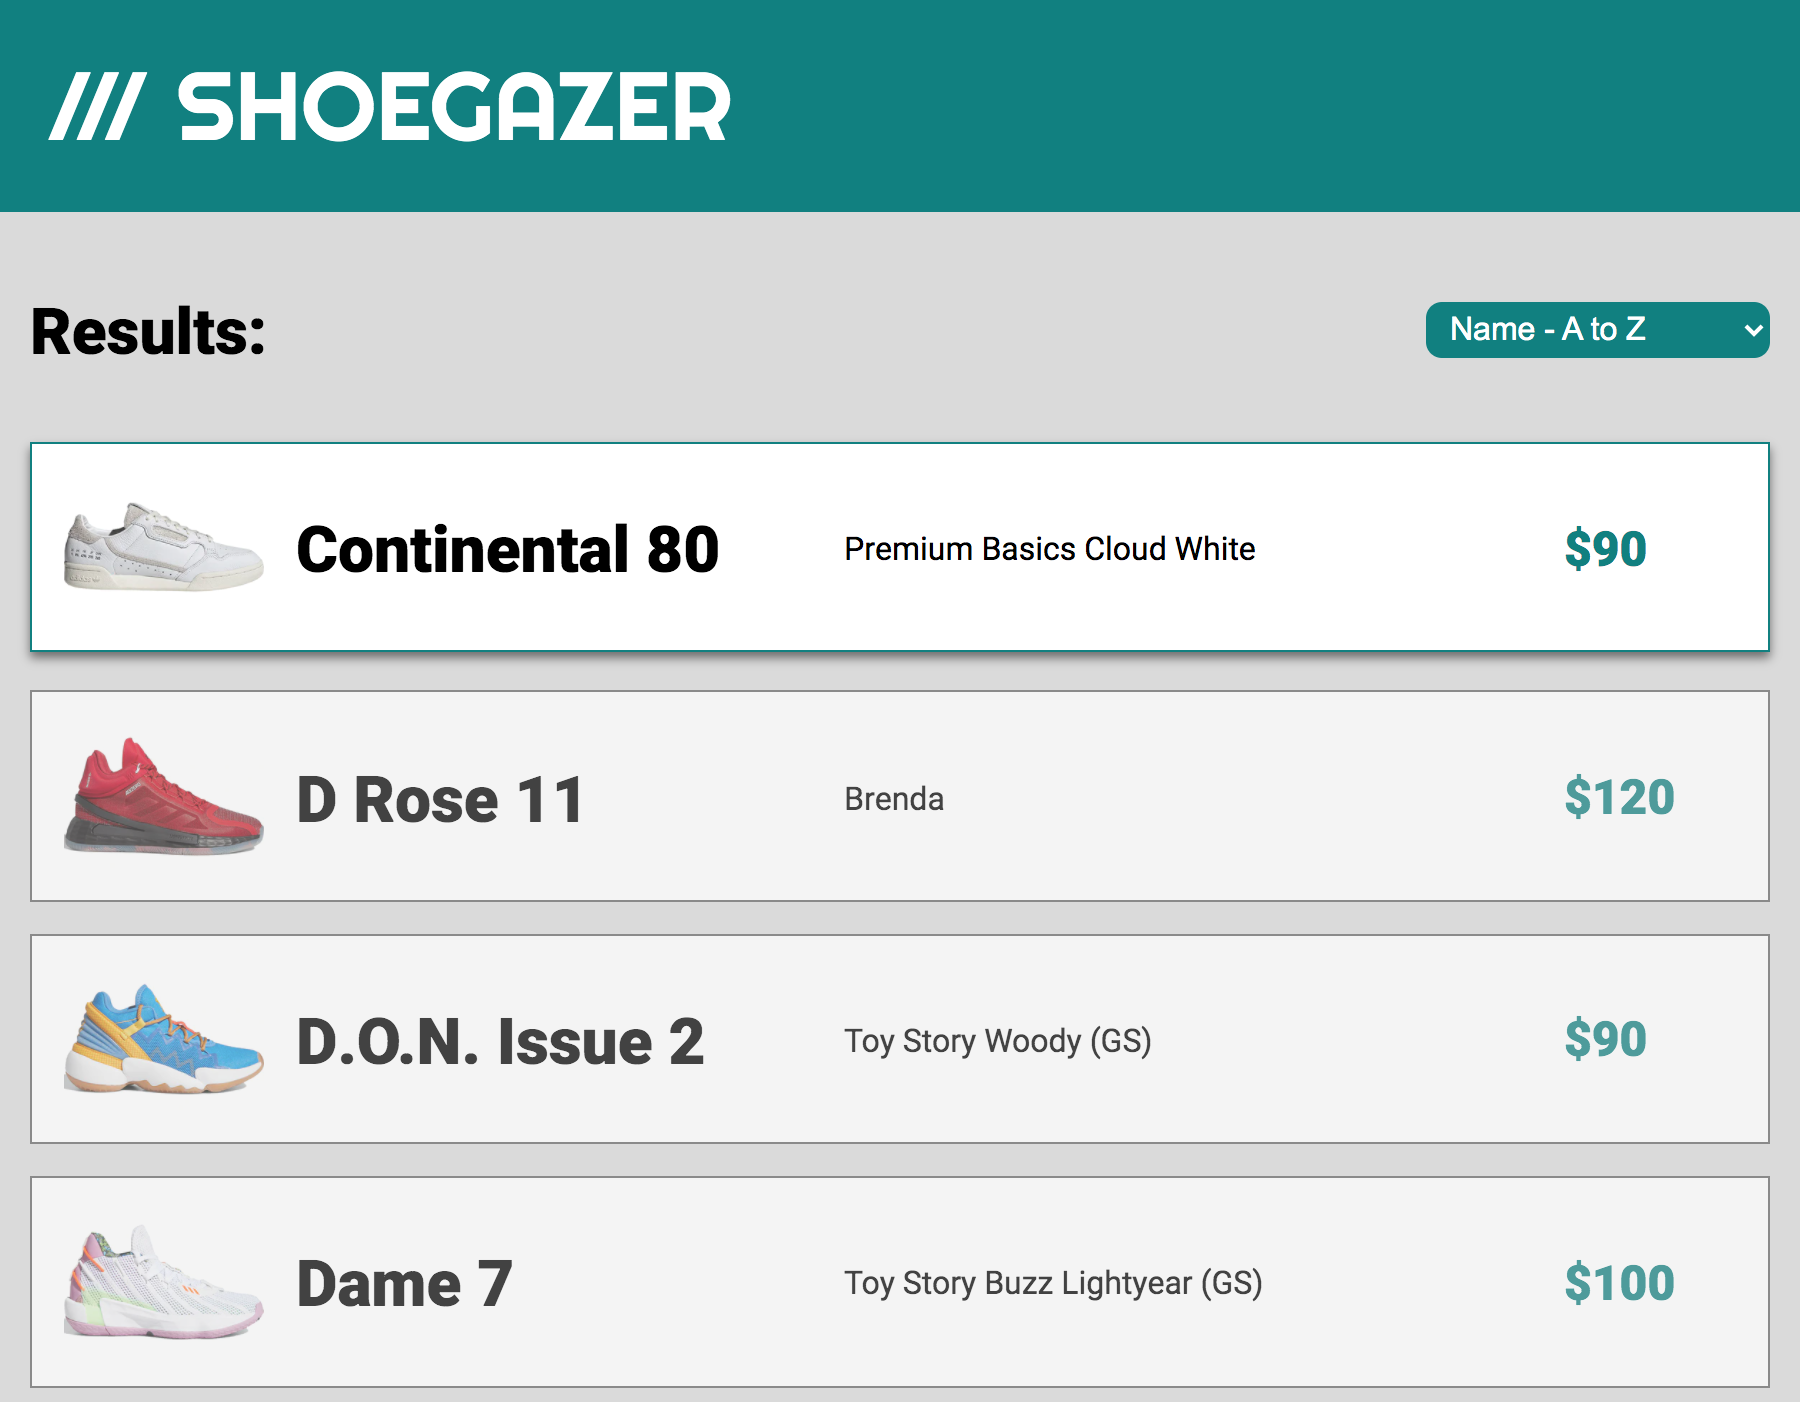 SHOEGAZER
Results:
Name - A to Z
Continental 80
Premium Basics Cloud White
$90
D Rose 11
Brenda
$120
D.O.N. Issue 2
Toy Story Woody (GS)
$90
Dame 7
Toy Story Buzz Lightyear (GS)
$100